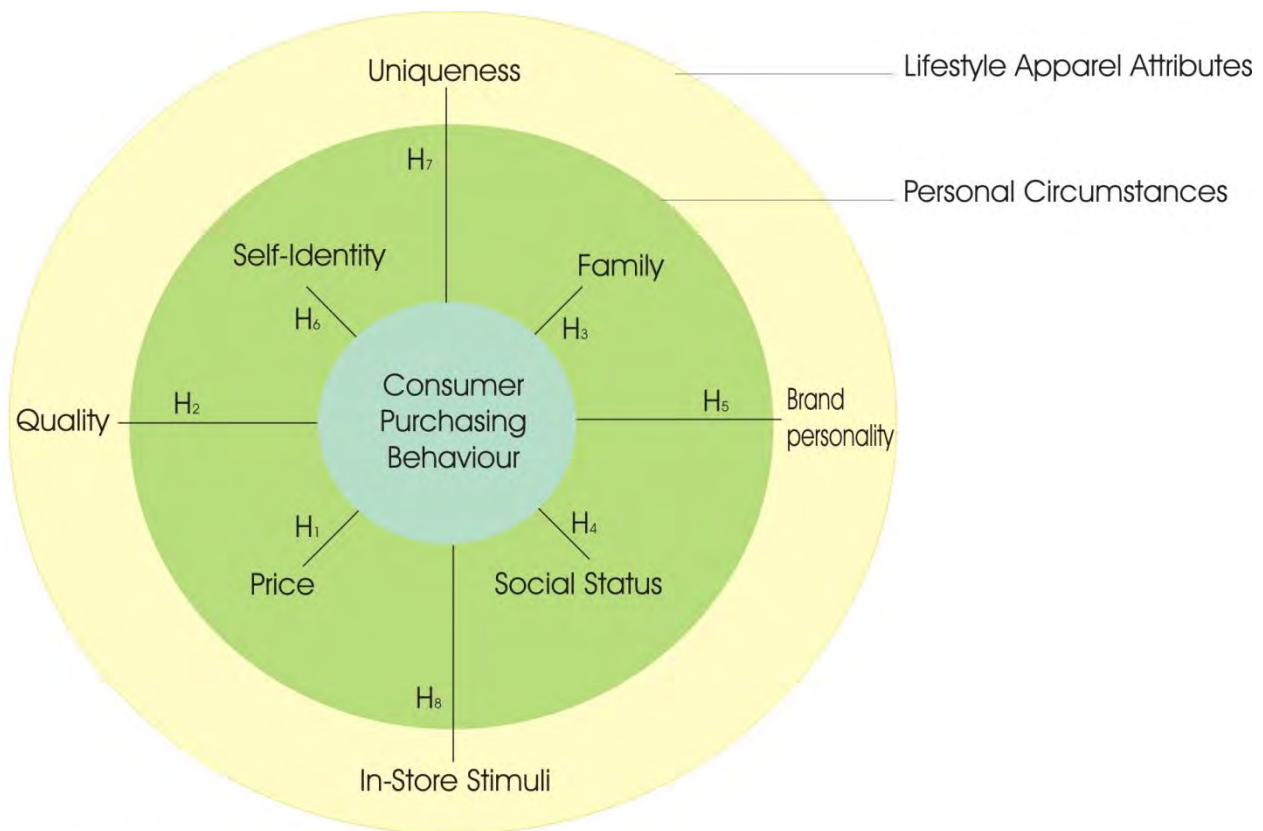 Uniqueness
Lifestyle Apparel Attributes
H₇
Personal Circumstances
Self-Identity
Family
H₆
H₃
Consumer
Purchasing
Behaviour
Quality
H₂
H₅
Brand
personality
H₁
H₄
Price
Social Status
H₈
In-Store Stimuli